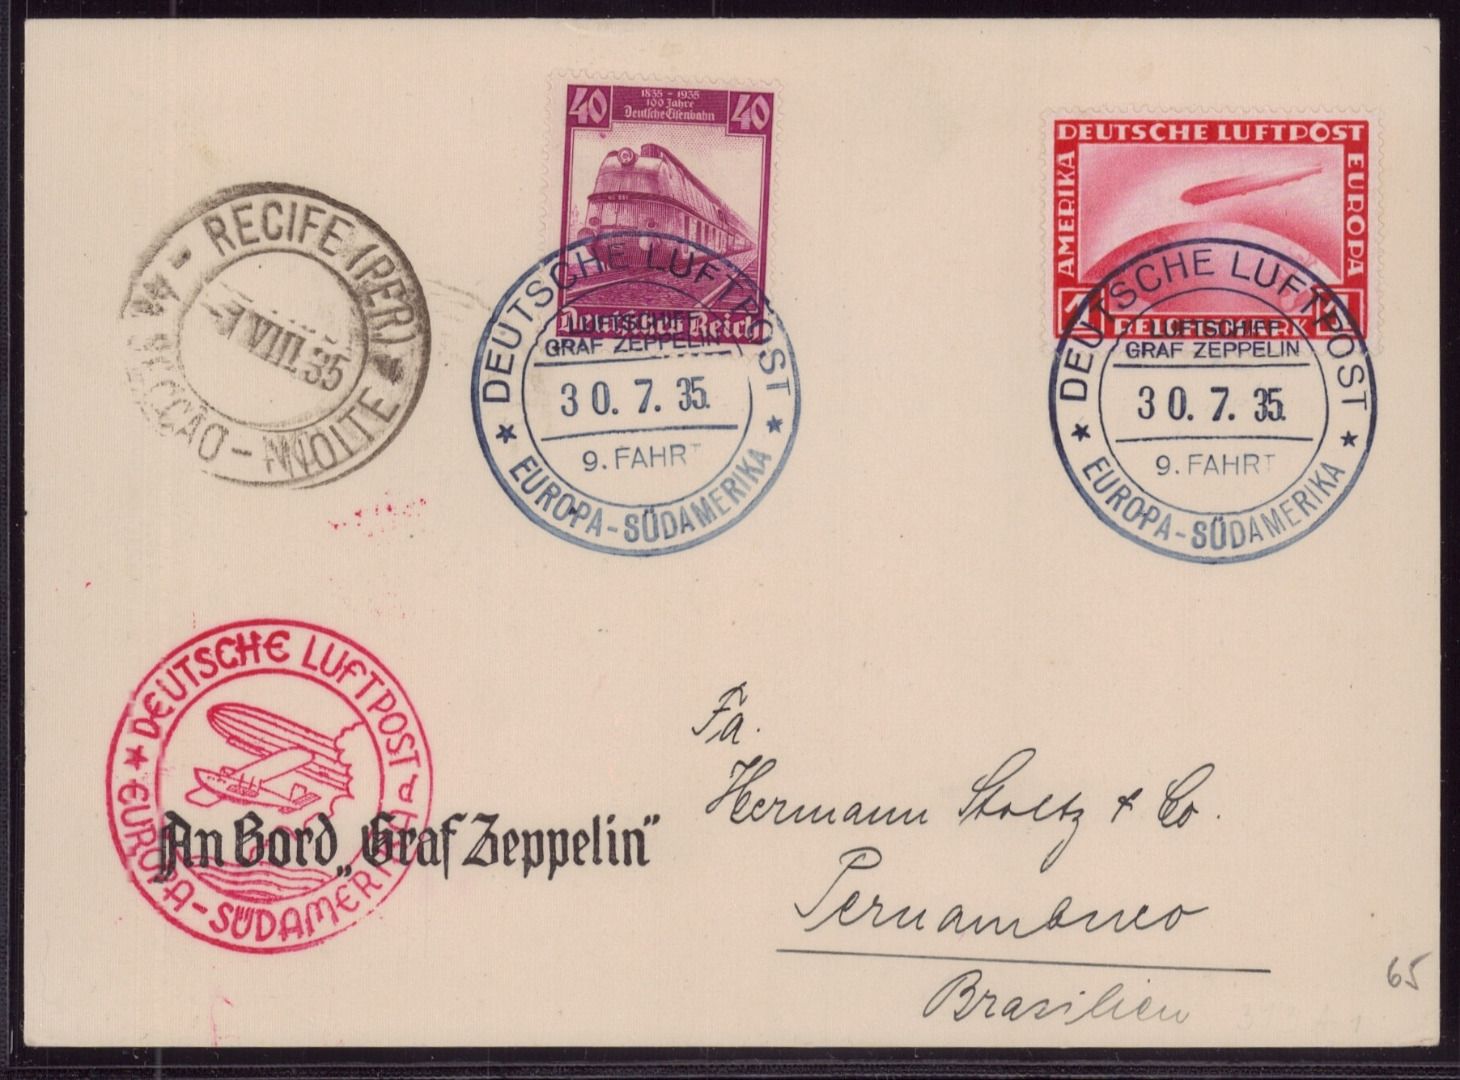 40 1835 - 1935 40
100 Jahre
Deutsche Eisenbahn
Deutsches Reich
DEUTSCHE LUFTPOST
AMERIKA
EUROPA
1 1
RECIFE (PER)
VIII 35
SECÇÃO - NOITE
DEUTSCHE LUFTPOST
LUFTSCHIFF
GRAF ZEPPELIN
30. 7. 35.
9. FAHRT
EUROPA-SÜDAMERIKA
DEUTSCHE LUFTPOST
LUFTSCHIFF
GRAF ZEPPELIN
30. 7. 35.
9. FAHRT
EUROPA-SÜDAMERIKA
DEUTSCHE LUFTPOST
EUROPA-SÜDAMERIKA
a
An Bord „Graf Zeppelin"
Fa.
Hermann Stoltz & Co.
Pernambuco
Brasilien
65